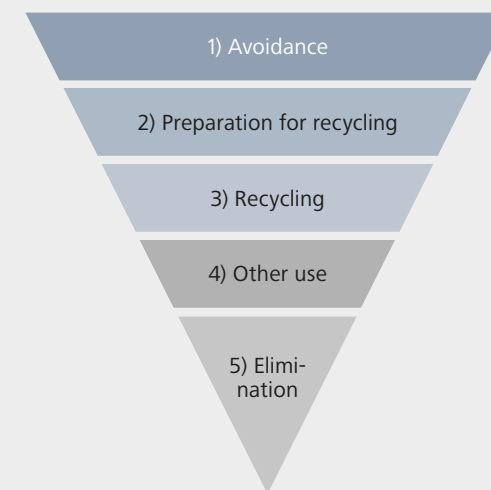 1) Avoidance
2) Preparation for recycling
3) Recycling
4) Other use
5) Elimi-
nation